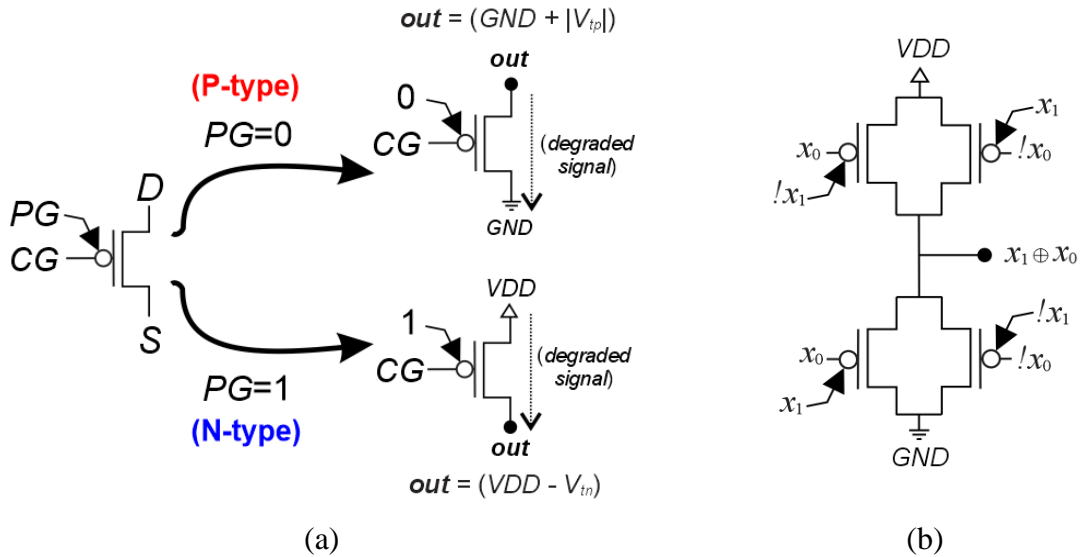 out = (GND + |Vtp|)
out
(P-type)
PG=0
0
CG
(degraded signal)
GND
D
PG
CG
S
VDD
1
CG
(degraded signal)
PG=1
(N-type)
out
out = (VDD - Vtn)
(a)
VDD
x0
!x1
x1
!x0
x1⊕x0
x0
x1
!x1
!x0
GND
(b)